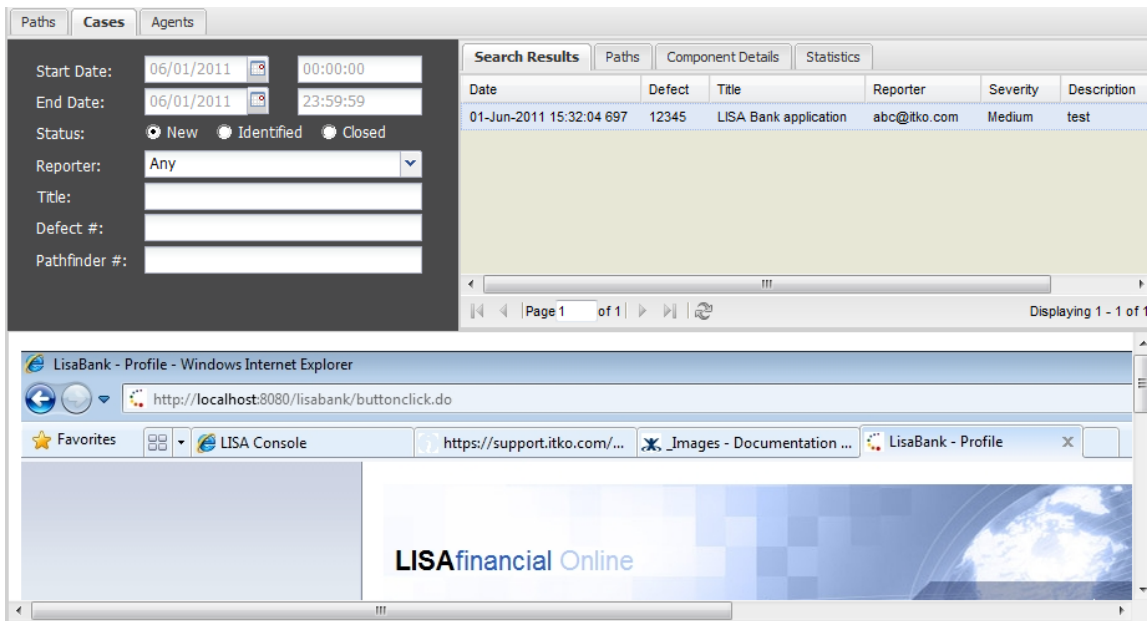 Paths Cases Agents
Start Date: 06/01/2011 00:00:00
End Date: 06/01/2011 23:59:59
Status: New Identified Closed
Reporter: Any
Title:
Defect #:
Pathfinder #:
Search Results Paths Component Details Statistics
Date Defect Title Reporter Severity Description
01-Jun-2011 15:32:04 697 12345 LISA Bank application abc@itko.com Medium test
Page 1 of 1 Displaying 1 - 1 of 1
LisaBank - Profile - Windows Internet Explorer
http://localhost:8080/lisabank/buttonclick.do
Favorites LISA Console https://support.itko.com/... _Images - Documentation ... LisaBank - Profile
LISAfinancial Online